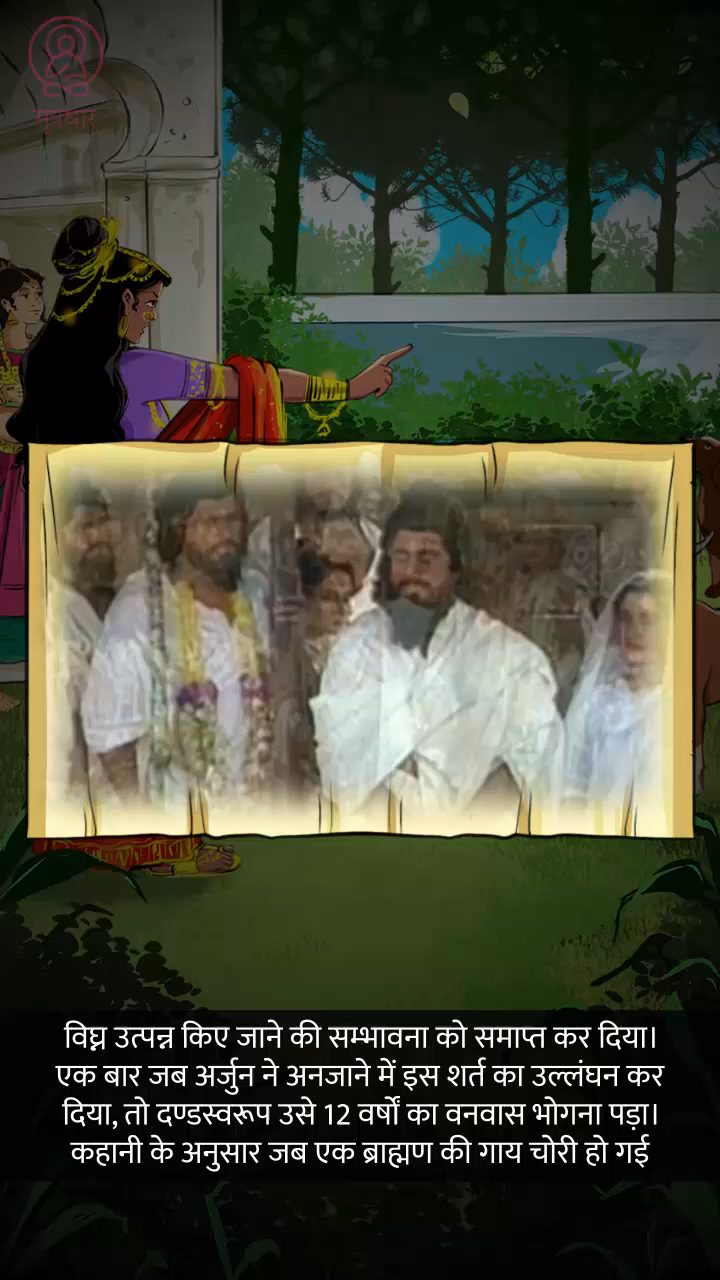 सूत्रधार
विघ्न उत्पन्न किए जाने की सम्भावना को समाप्त कर दिया।
एक बार जब अर्जुन ने अनजाने में इस शर्त का उल्लंघन कर
दिया, तो दण्डस्वरूप उसे 12 वर्षों का वनवास भोगना पड़ा।
कहानी के अनुसार जब एक ब्राह्मण की गाय चोरी हो गई